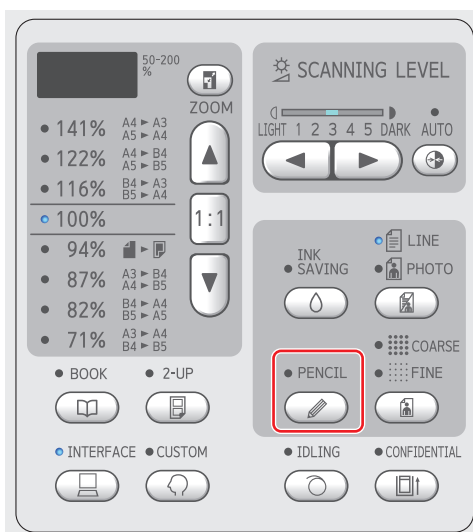 50-200
%
ZOOM
141% A4 ► A3
A5 ► A4
122% A4 ► B4
A5 ► B5
116% B4 ► A3
B5 ► A4
100%
94%
87% A3 ► B4
A4 ► B5
82% B4 ► A4
B5 ► A5
71% A3 ► A4
B4 ► B5
1:1
BOOK
2-UP
INTERFACE
CUSTOM
SCANNING LEVEL
LIGHT 1 2 3 4 5 DARK AUTO
INK
SAVING
LINE
PHOTO
PENCIL
COARSE
FINE
IDLING
CONFIDENTIAL